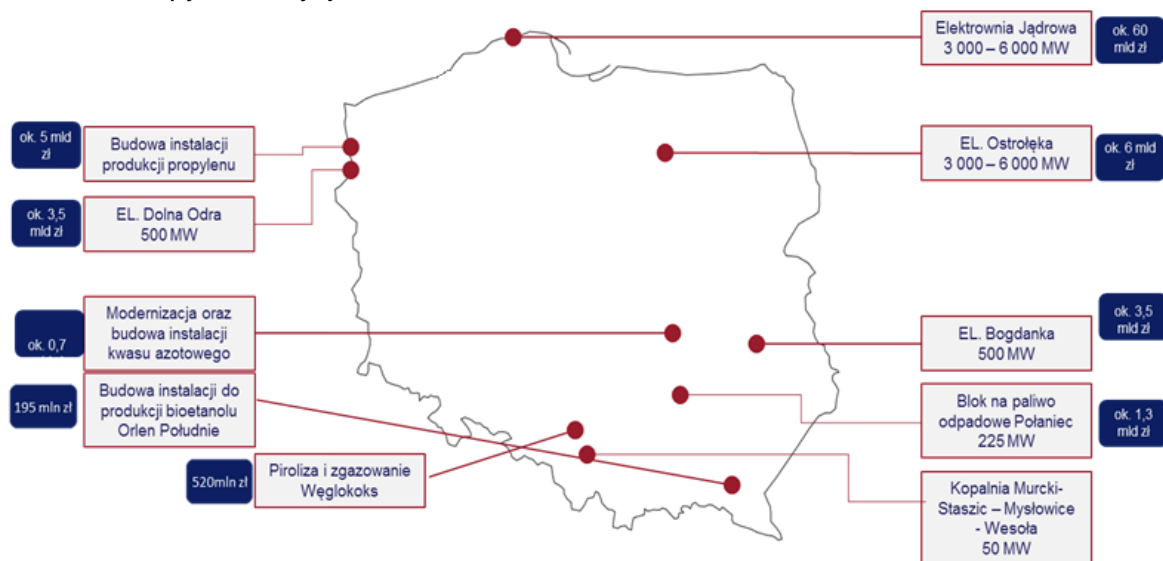 Elektrownia Jądrowa
3 000 – 6 000 MW
ok. 60
mld zł
ok. 5 mld
zł
Budowa instalacji
produkcji propylenu
EL. Ostrołęka
3 000 – 6 000 MW
ok. 6 mld
zł
ok. 3,5
mld zł
EL. Dolna Odra
500 MW
ok. 0,7
Modernizacja oraz
budowa instalacji
kwasu azotowego
EL. Bogdanka
500 MW
ok. 3,5
mld zł
195 mln zł
Budowa instalacji do
produkcji bioetanolu
Orlen Południe
Blok na paliwo
odpadowe Połaniec
225 MW
ok. 1,3
mld zł
520mln zł
Piroliza i zgazowanie
Węglokoks
Kopalnia Murcki-
Staszic – Mysłowice
- Wesoła
50 MW